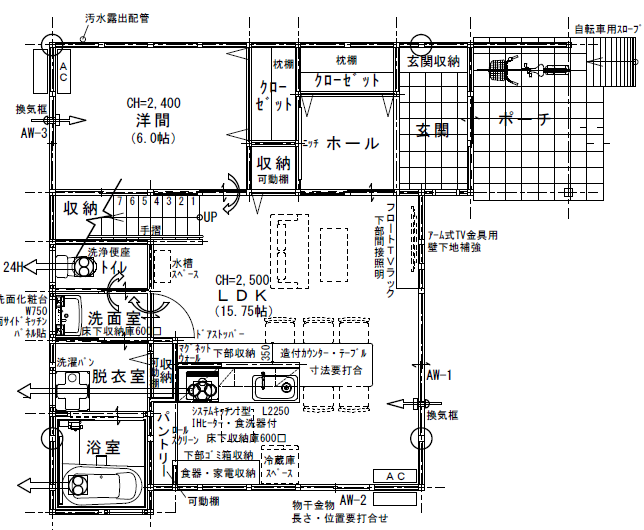 汚水露出配管
自転車用ｽﾛｰﾌﾟ
AC
枕棚
枕棚
玄関収納
クローゼット
クローゼット
CH=2,400
洋間
(6.0帖)
換気框
AW-3
ﾆｯﾁ
ホール
玄関
ポーチ
収納
可動棚
収納
7 6 5 4 3 2 1
UP
手摺
フロートTVラック
下部間接照明
ｱｰﾑ式TV金具用
壁下地補強
24H
洗浄便座
トイレ
水槽
ｽﾍﾟｰｽ
CH=2,500
LDK
(15.75帖)
洗面化粧台
W750
両サイドキッチン
パネル貼
洗面室
床下収納庫600□
ﾄﾞｱｽﾄｯﾊﾟｰ
洗濯パン
脱衣室
収納
可動棚
マグネット
ウォール
下部収納
350
造付カウンター・テーブル
寸法要打合
AW-1
換気框
システムキッチンI型・
L2250
IHヒーター・食洗器付
床下収納庫600□
ロール
スクリーン
パントリー
浴室
下部ゴミ箱収納
食器・家電収納
冷蔵庫
スペース
AC
可動棚
物干金物
AW-2
長さ・位置要打合せ